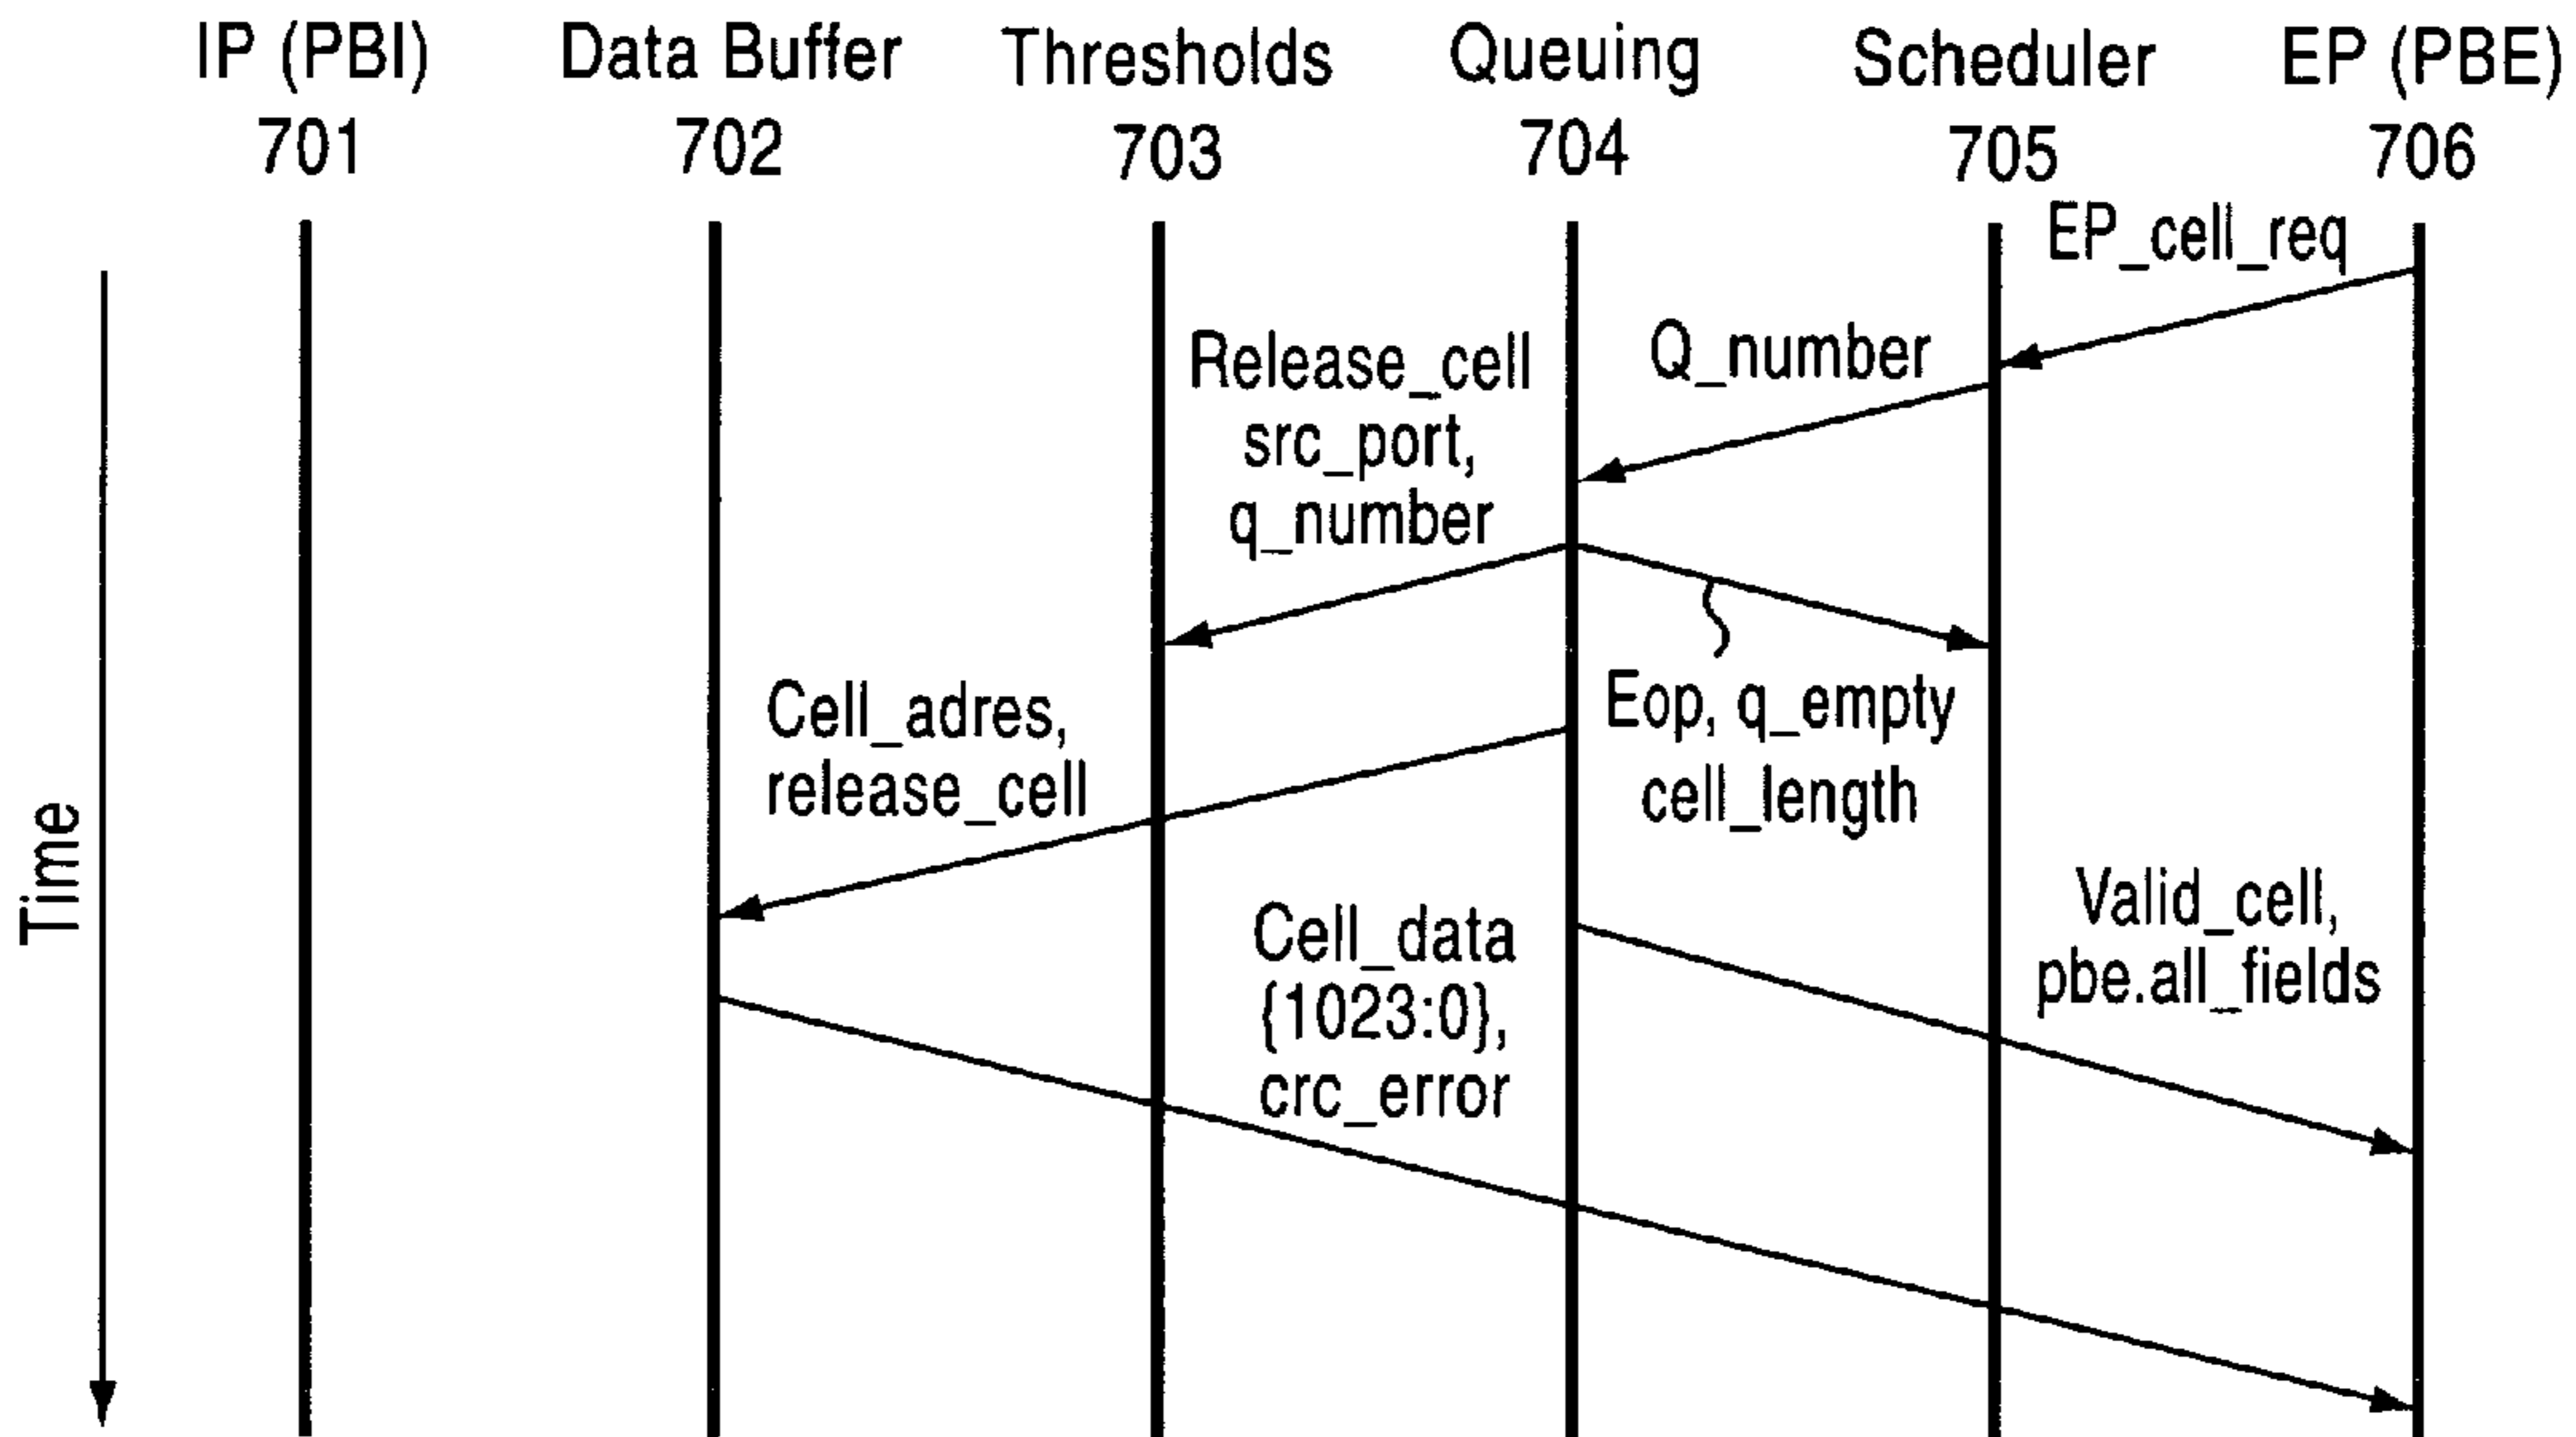 IP (PBI) Data Buffer Thresholds Queuing Scheduler EP (PBE)
701 702 703 704 705 706
EP_cell_req
Q_number
Release_cell
src_port,
q_number
Eop, q_empty
cell_length
Cell_adres,
release_cell
Valid_cell,
pbe.all_fields
Cell_data
{1023:0},
crc_error
Time